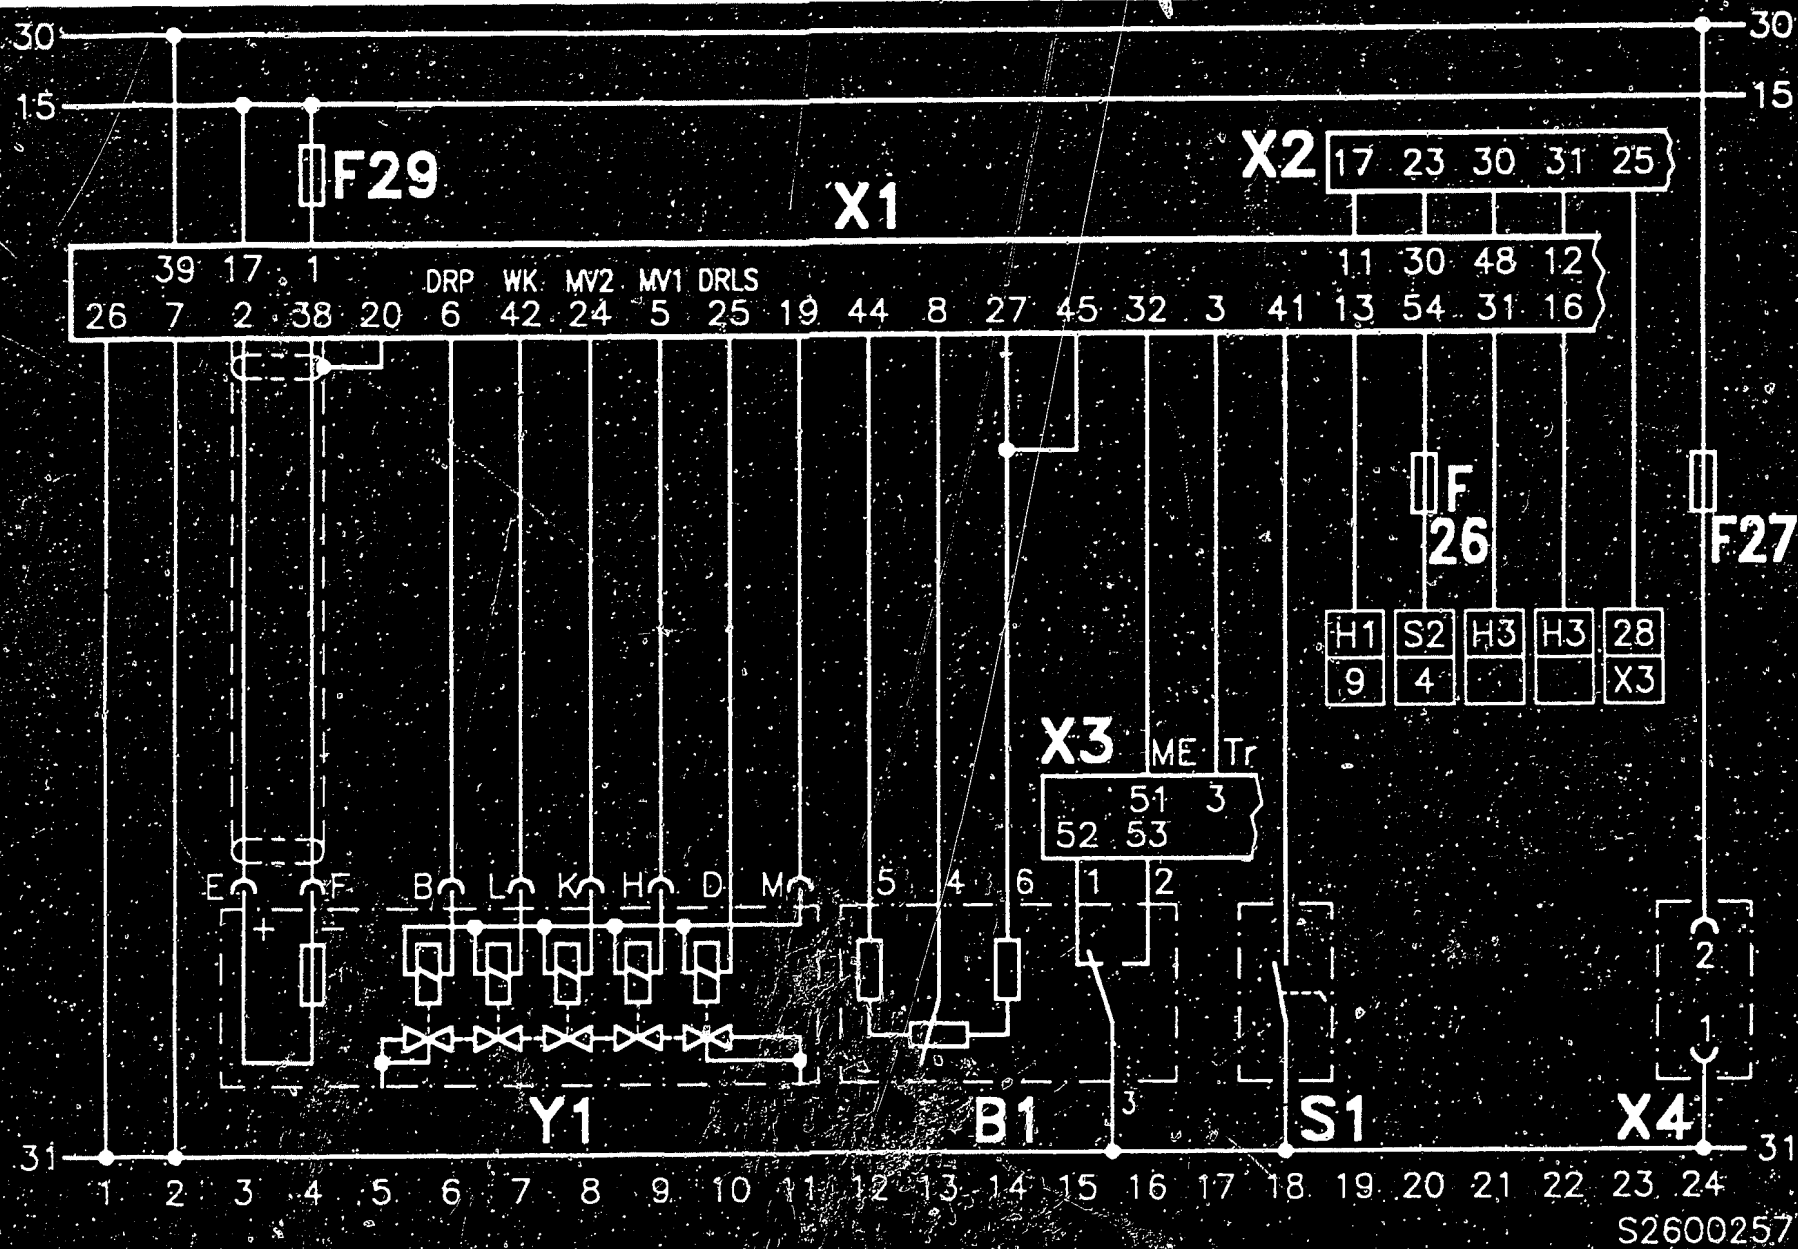 30 30
15 15
X2 17 23 30 31 25
F29
X1
39 17 1 11 30 48 12
DRP WK MV2 MV1 DRLS
26 7 2 38 20 6 42 24 5 25 19 44 8 27 45 32 3 41 13 54 31 16
F
26
F27
H1 S2 H3 H3 28
9 4 X3
X3 ME Tr
51 3
52 53
E F B L K H D M 5 4 6 1 2
+ −
2
1
3
Y1 B1 S1 X4
31 31
1 2 3 4 5 6 7 8 9 10 11 12 13 14 15 16 17 18 19 20 21 22 23 24
S2600257